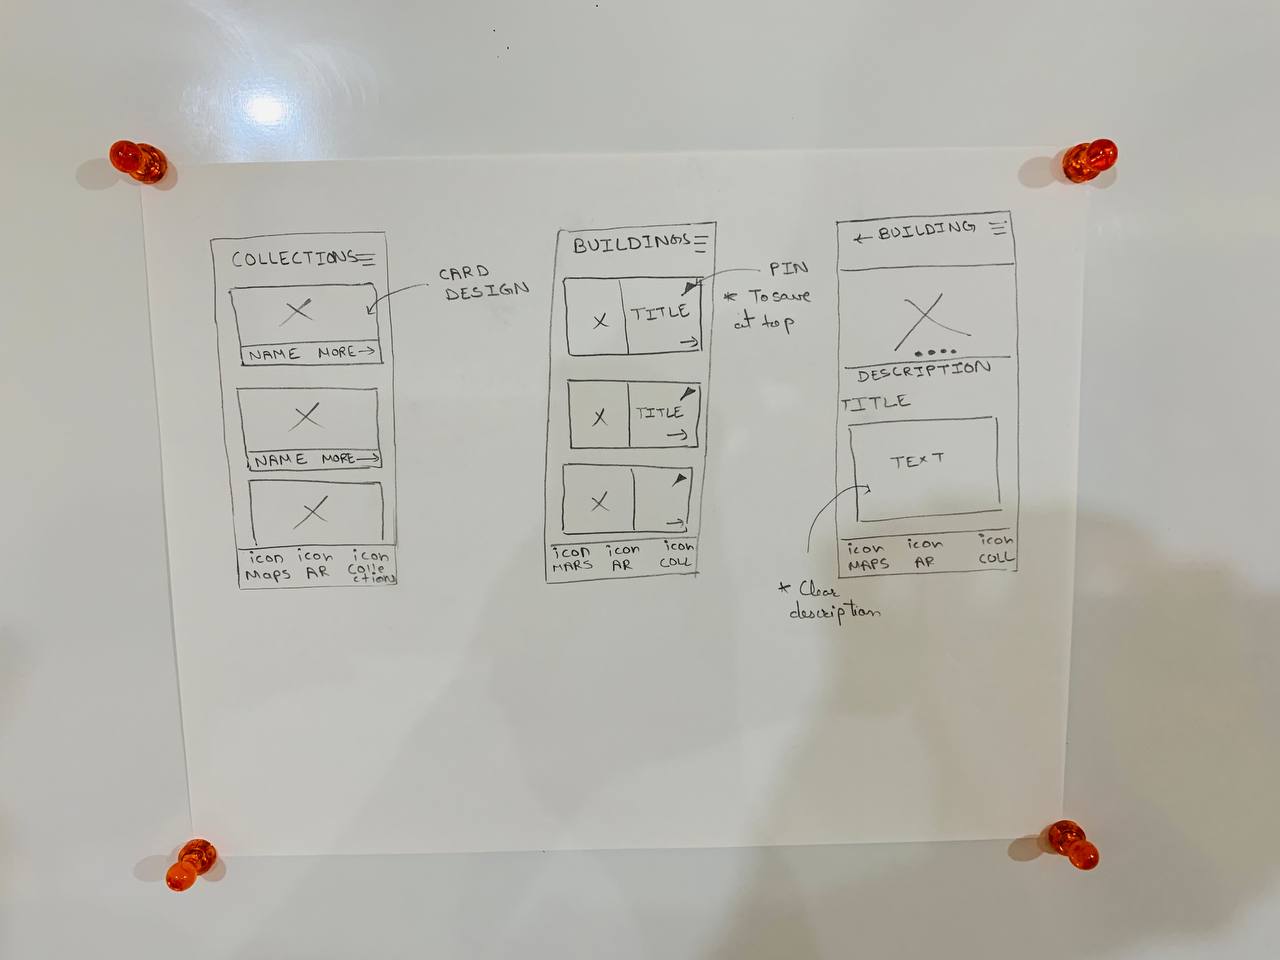 COLLECTIONS
NAME MORE
NAME MORE
icon icon icon
Maps AR Colle
ctions
CARD
DESIGN
BUILDINGS
TITLE
TITLE
icon icon icon
MAPS AR COLL
PIN
* To save
at top
BUILDING
DESCRIPTION
TITLE
TEXT
icon icon icon
MAPS AR COLL
* Clear
description